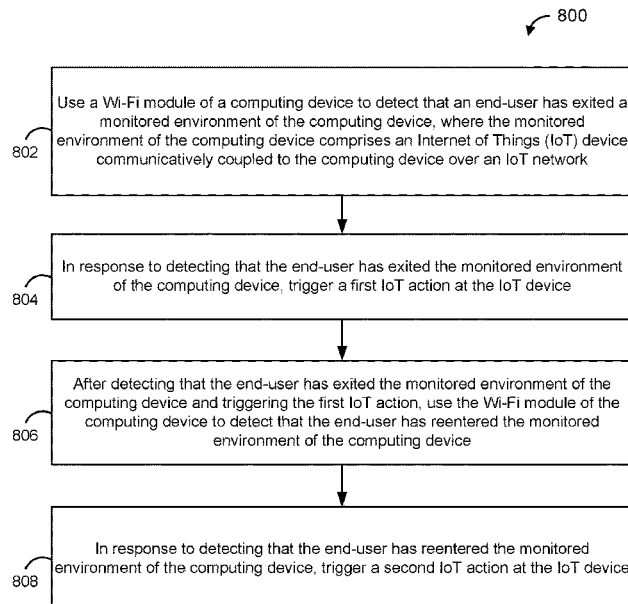 800
Use a Wi-Fi module of a computing device to detect that an end-user has exited a
monitored environment of the computing device, where the monitored
environment of the computing device comprises an Internet of Things (IoT) device
communicatively coupled to the computing device over an IoT network
802
In response to detecting that the end-user has exited the monitored environment
of the computing device, trigger a first IoT action at the IoT device
804
After detecting that the end-user has exited the monitored environment of the
computing device and triggering the first IoT action, use the Wi-Fi module of the
computing device to detect that the end-user has reentered the monitored
environment of the computing device
806
In response to detecting that the end-user has reentered the monitored
environment of the computing device, trigger a second IoT action at the IoT device
808